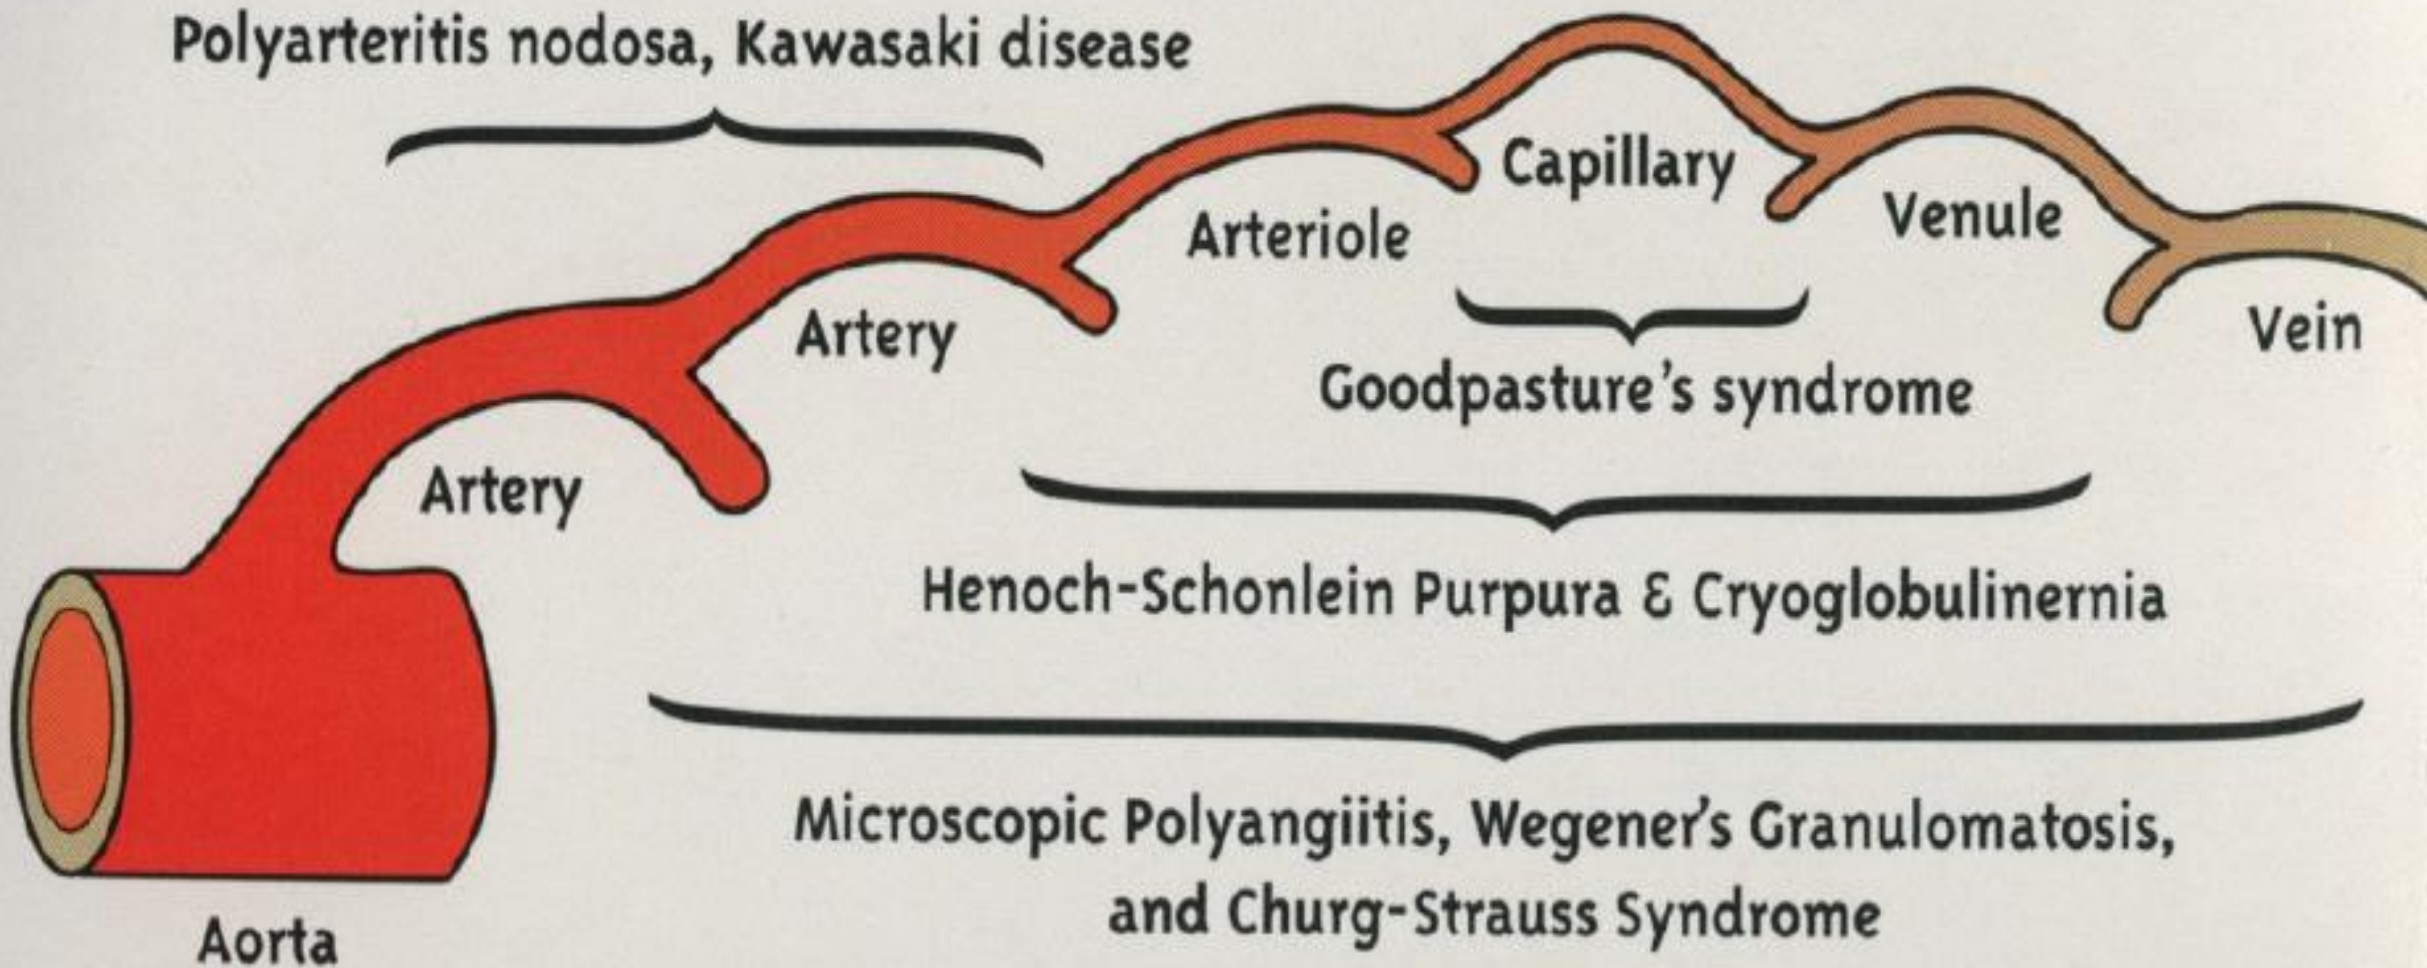 Polyarteritis nodosa, Kawasaki disease
Capillary
Venule
Arteriole
Vein
Artery
Goodpasture's syndrome
Artery
Henoch-Schonlein Purpura & Cryoglobulinernia
Microscopic Polyangiitis, Wegener's Granulomatosis,
and Churg-Strauss Syndrome
Aorta